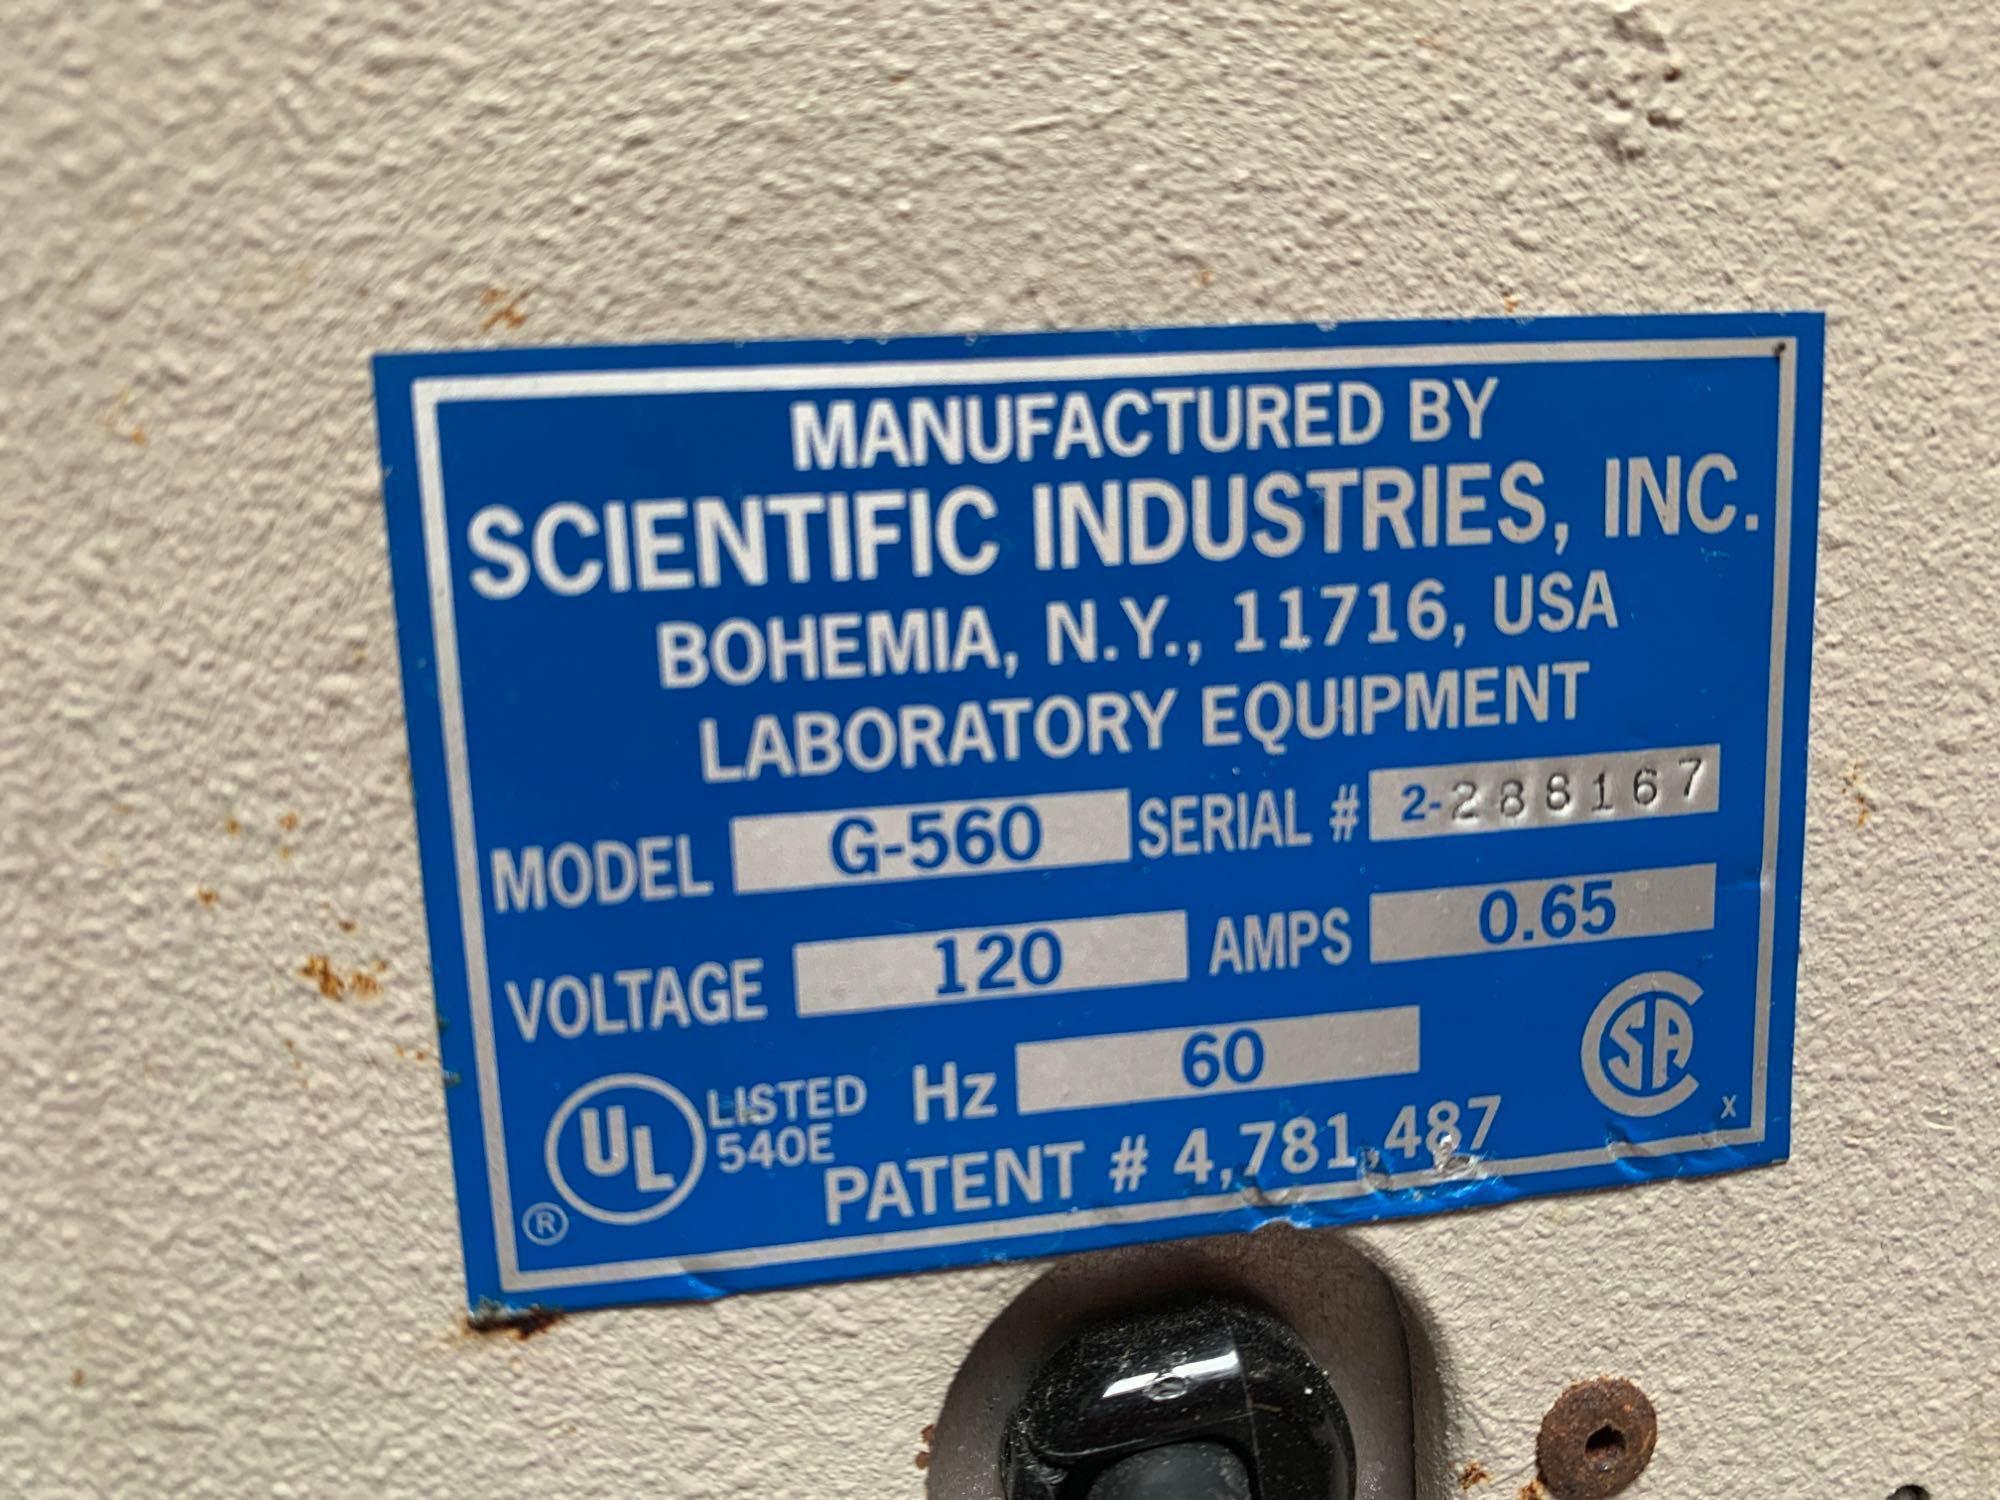 MANUFACTURED BY
SCIENTIFIC INDUSTRIES, INC.
BOHEMIA, N.Y., 11716, USA
LABORATORY EQUIPMENT
MODEL G-560 SERIAL # 2-288167
VOLTAGE 120 AMPS 0.65
UL LISTED 540E Hz 60 CSA
® PATENT # 4,781,487 X